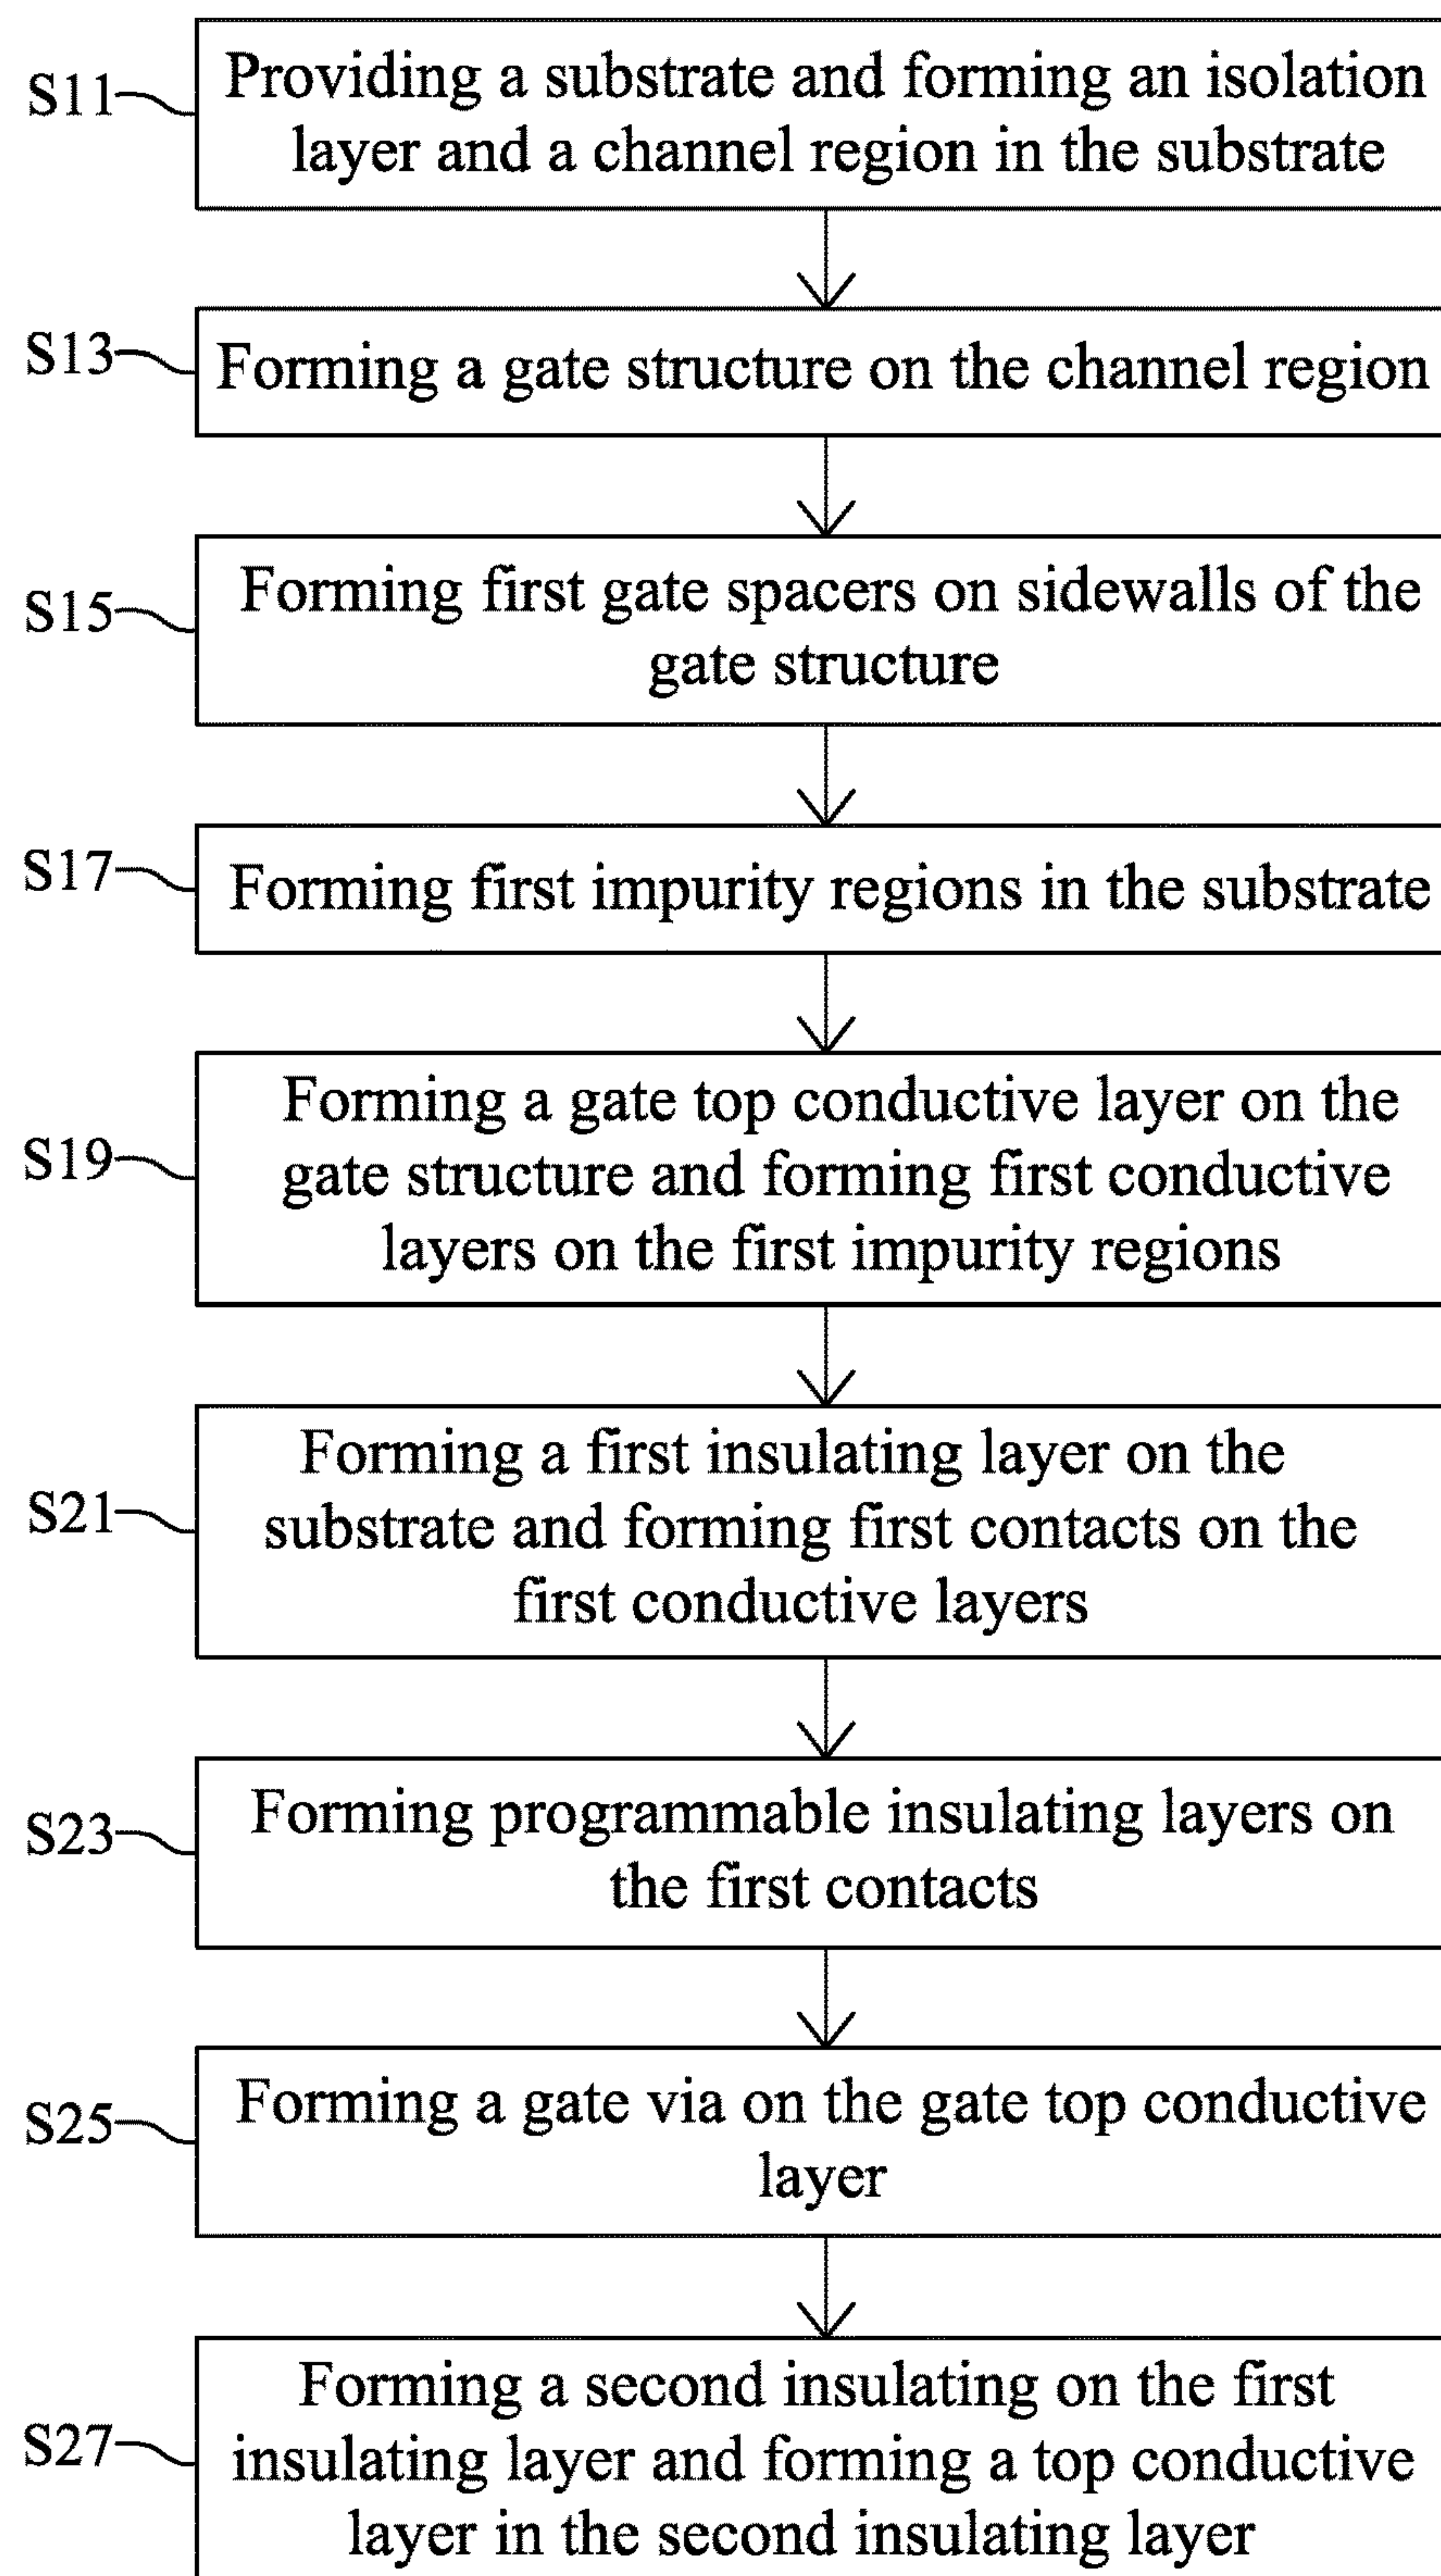 S11
Providing a substrate and forming an isolation
layer and a channel region in the substrate
S13
Forming a gate structure on the channel region
S15
Forming first gate spacers on sidewalls of the
gate structure
S17
Forming first impurity regions in the substrate
S19
Forming a gate top conductive layer on the
gate structure and forming first conductive
layers on the first impurity regions
S21
Forming a first insulating layer on the
substrate and forming first contacts on the
first conductive layers
S23
Forming programmable insulating layers on
the first contacts
S25
Forming a gate via on the gate top conductive
layer
S27
Forming a second insulating on the first
insulating layer and forming a top conductive
layer in the second insulating layer